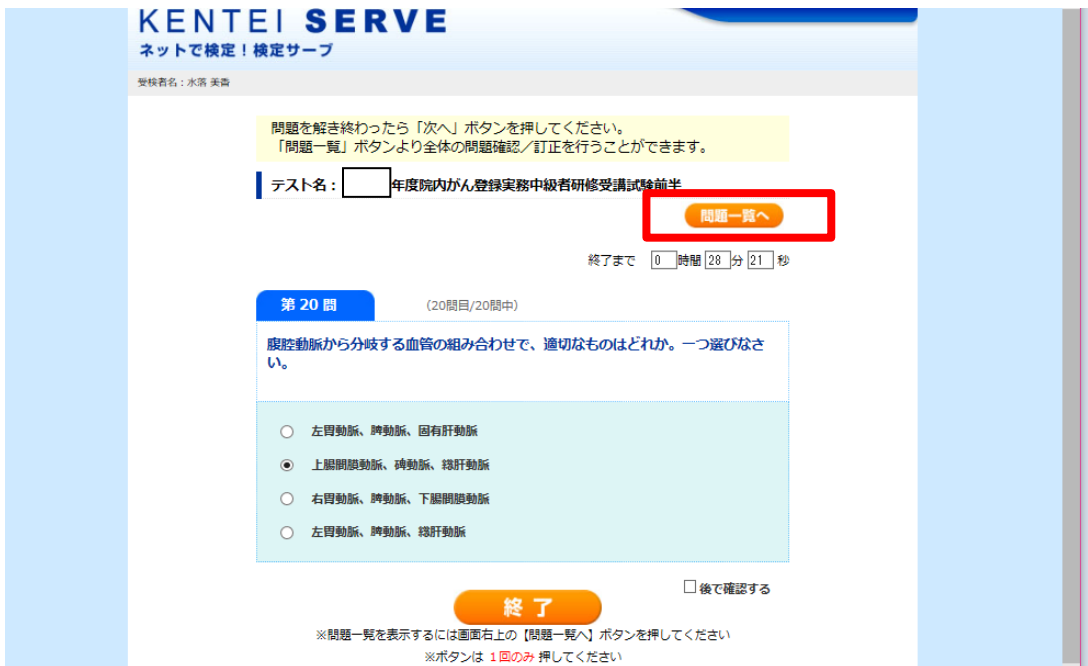 KENTEI SERVE
ネットで検定！検定サーブ
受検者名：水落 美香
問題を解き終わったら「次へ」ボタンを押してください。
「問題一覧」ボタンより全体の問題確認／訂正を行うことができます。
テスト名： 年度院内がん登録実務中級者研修受講試験前半
問題一覧へ
終了まで 0 時間 28 分 21 秒
第 20 問 （20問目/20問中）
腹腔動脈から分岐する血管の組み合わせで、適切なものはどれか。一つ選びなさ
い。
左胃動脈、脾動脈、固有肝動脈
上腸間膜動脈、脾動脈、総肝動脈
右胃動脈、脾動脈、下腸間膜動脈
左胃動脈、脾動脈、総肝動脈
後で確認する
終 了
※問題一覧を表示するには画面右上の【問題一覧へ】ボタンを押してください
※ボタンは 1回のみ 押してください